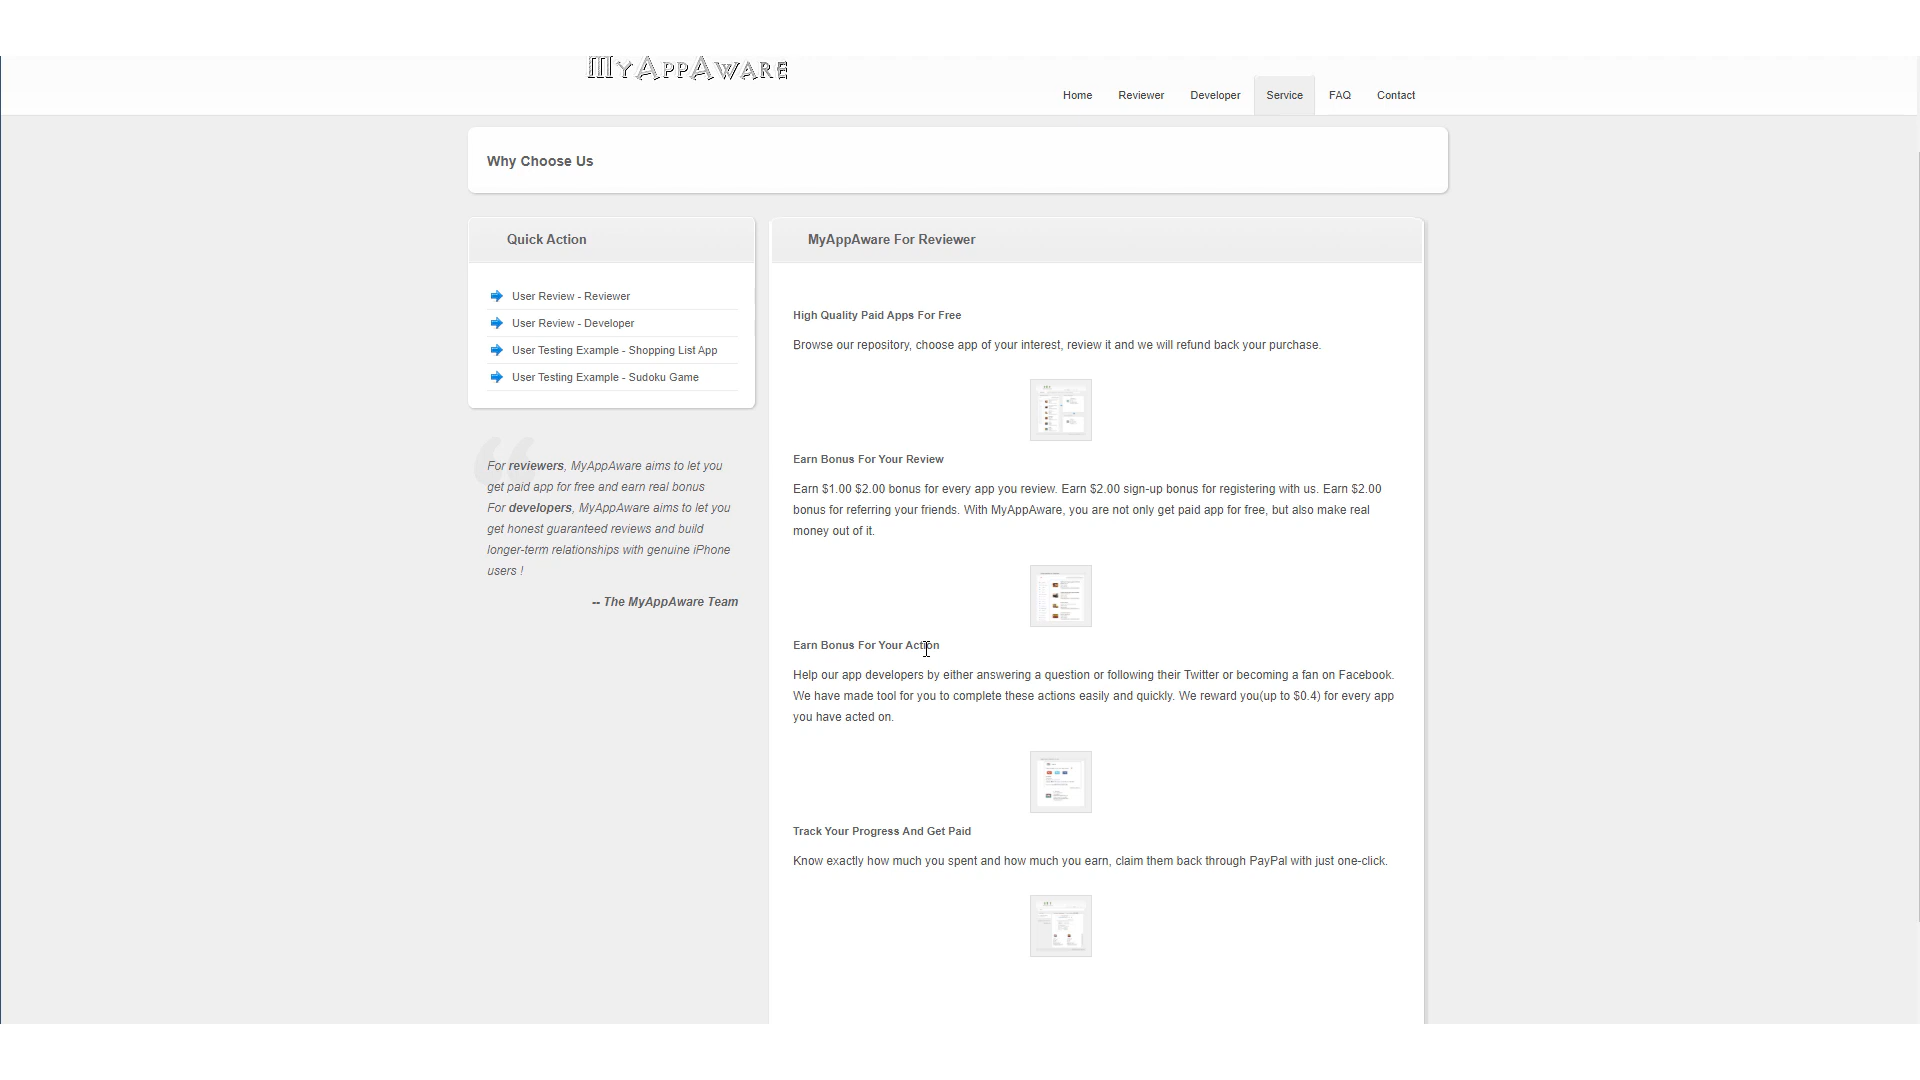 MyAppAware
Home Reviewer Developer Service FAQ Contact
Why Choose Us
Quick Action
User Review - Reviewer
User Review - Developer
User Testing Example - Shopping List App
User Testing Example - Sudoku Game
“
For reviewers, MyAppAware aims to let you
get paid app for free and earn real bonus
For developers, MyAppAware aims to let you
get honest guaranteed reviews and build
longer-term relationships with genuine iPhone
users !
-- The MyAppAware Team
MyAppAware For Reviewer
High Quality Paid Apps For Free
Browse our repository, choose app of your interest, review it and we will refund back your purchase.
Earn Bonus For Your Review
Earn $1.00 $2.00 bonus for every app you review. Earn $2.00 sign-up bonus for registering with us. Earn $2.00
bonus for referring your friends. With MyAppAware, you are not only get paid app for free, but also make real
money out of it.
Earn Bonus For Your Action
Help our app developers by either answering a question or following their Twitter or becoming a fan on Facebook.
We have made tool for you to complete these actions easily and quickly. We reward you(up to $0.4) for every app
you have acted on.
Track Your Progress And Get Paid
Know exactly how much you spent and how much you earn, claim them back through PayPal with just one-click.